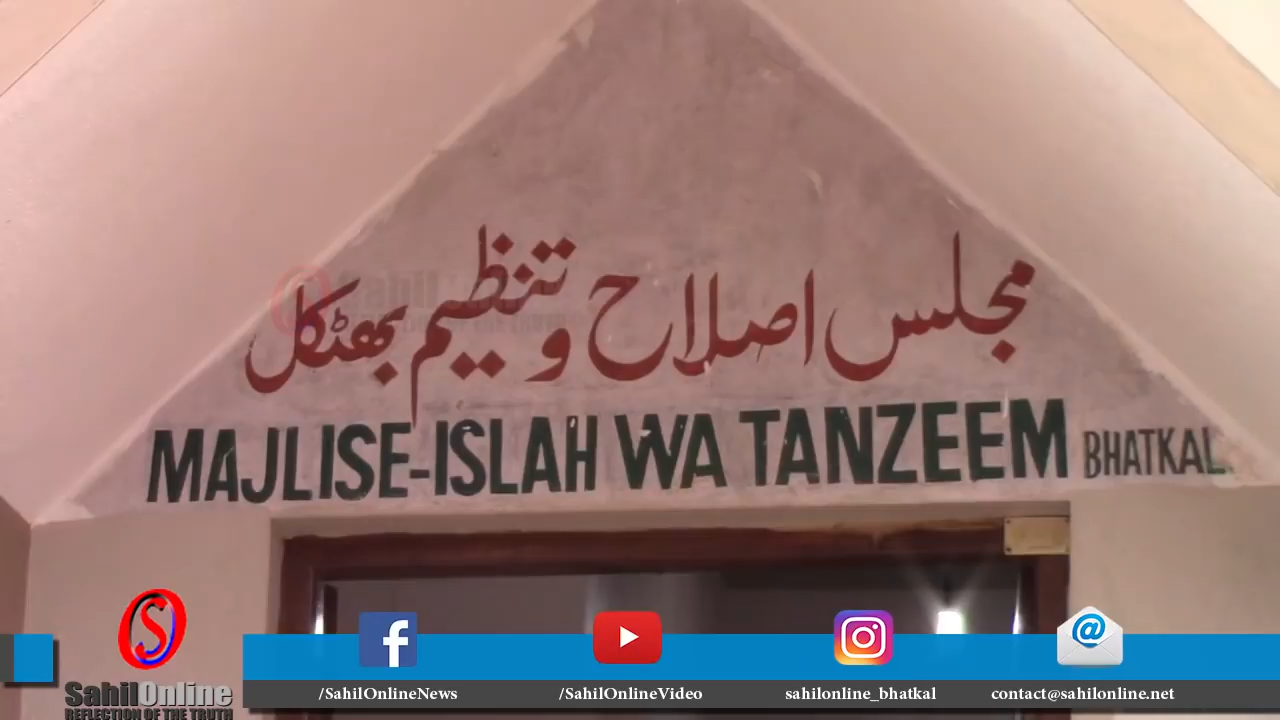 مجلس اصلاح و تنظیم بھٹکل
MAJLISE-ISLAH WA TANZEEM BHATKAL.
SahilOnline
REFLECTION OF THE TRUTH
/SahilOnlineNews
/SahilOnlineVideo
sahilonline_bhatkal
contact@sahilonline.net